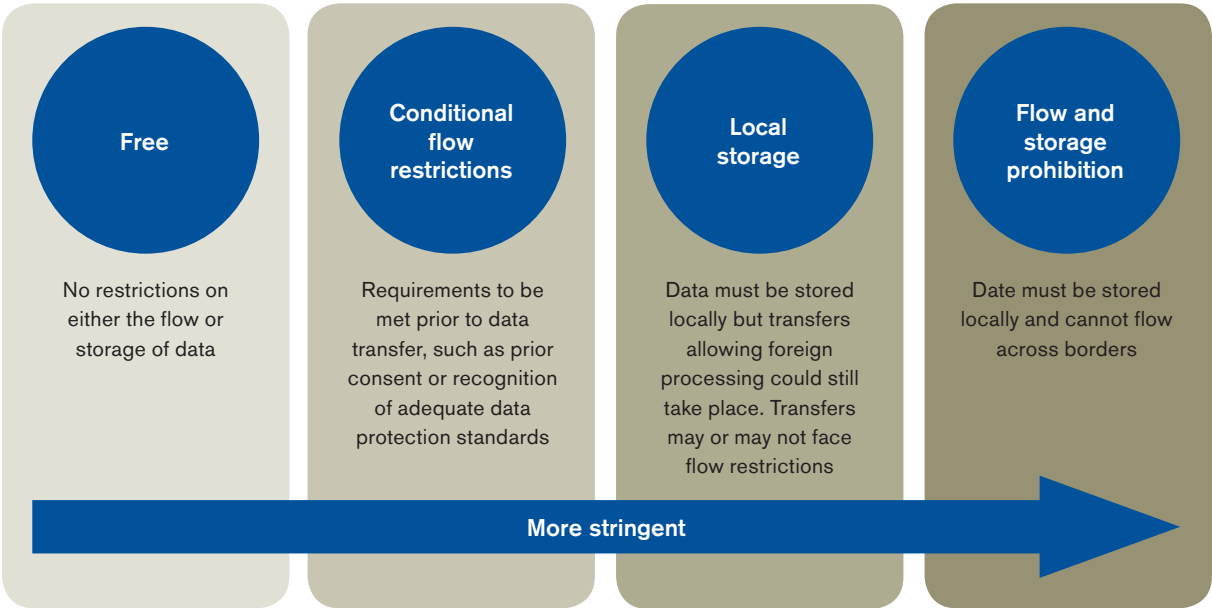 Free
No restrictions on
either the flow or
storage of data
Conditional
flow
restrictions
Requirements to be
met prior to data
transfer, such as prior
consent or recognition
of adequate data
protection standards
Local
storage
Data must be stored
locally but transfers
allowing foreign
processing could still
take place. Transfers
may or may not face
flow restrictions
Flow and
storage
prohibition
Date must be stored
locally and cannot flow
across borders
More stringent